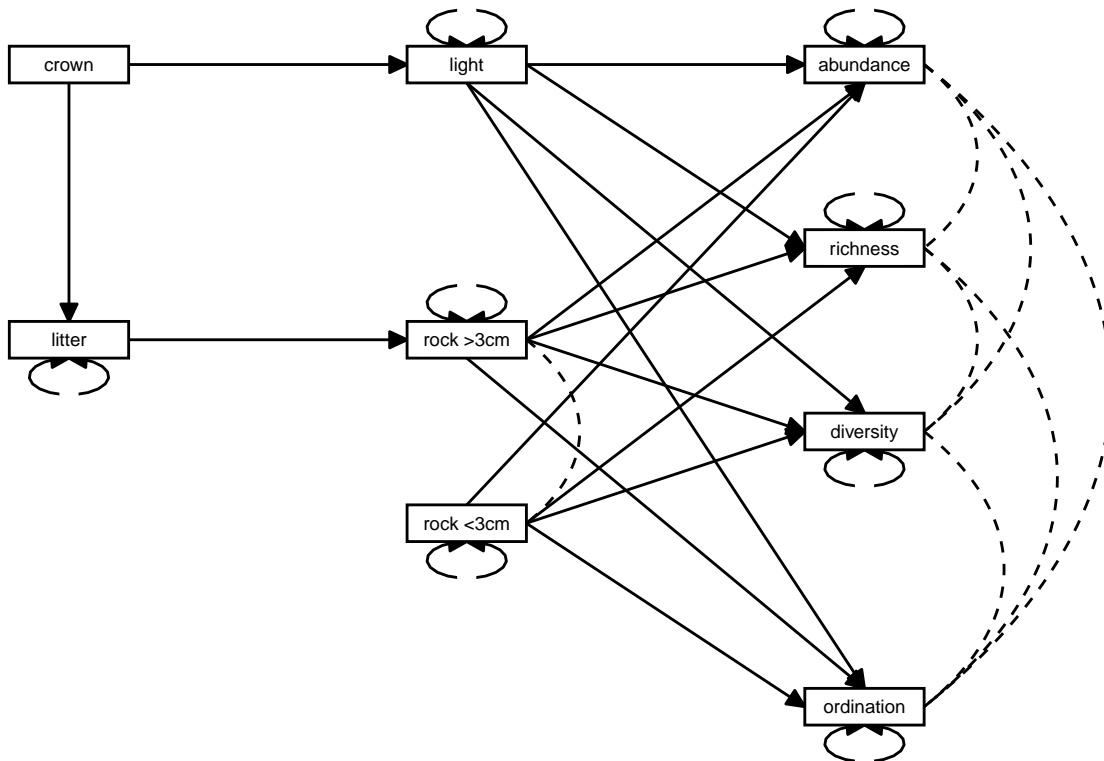 crown
light
abundance
richness
litter
rock >3cm
diversity
rock <3cm
ordination